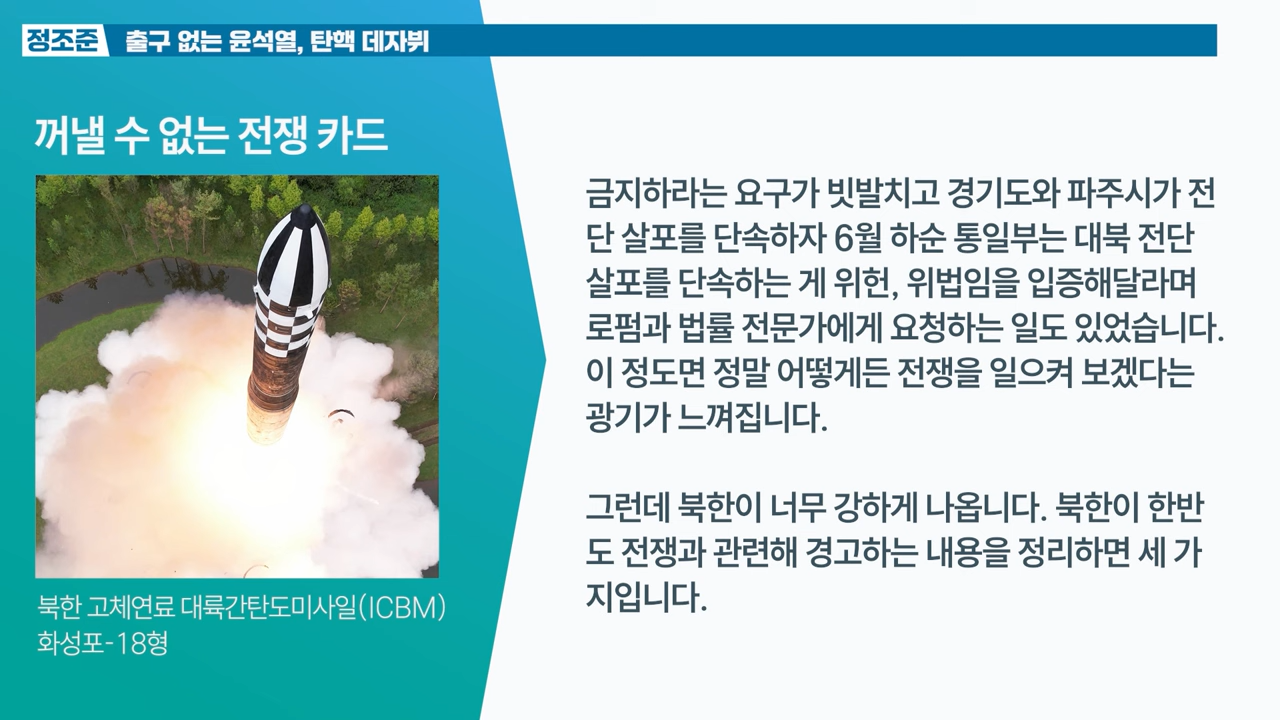 정조준
출구 없는 윤석열, 탄핵 데자뷔
꺼낼 수 없는 전쟁 카드
북한 고체연료 대륙간탄도미사일(ICBM)
화성포-18형
금지하라는 요구가 빗발치고 경기도와 파주시가 전
단 살포를 단속하자 6월 하순 통일부는 대북 전단
살포를 단속하는 게 위헌, 위법임을 입증해달라며
로펌과 법률 전문가에게 요청하는 일도 있었습니다.
이 정도면 정말 어떻게든 전쟁을 일으켜 보겠다는
광기가 느껴집니다.
그런데 북한이 너무 강하게 나옵니다. 북한이 한반
도 전쟁과 관련해 경고하는 내용을 정리하면 세 가
지입니다.